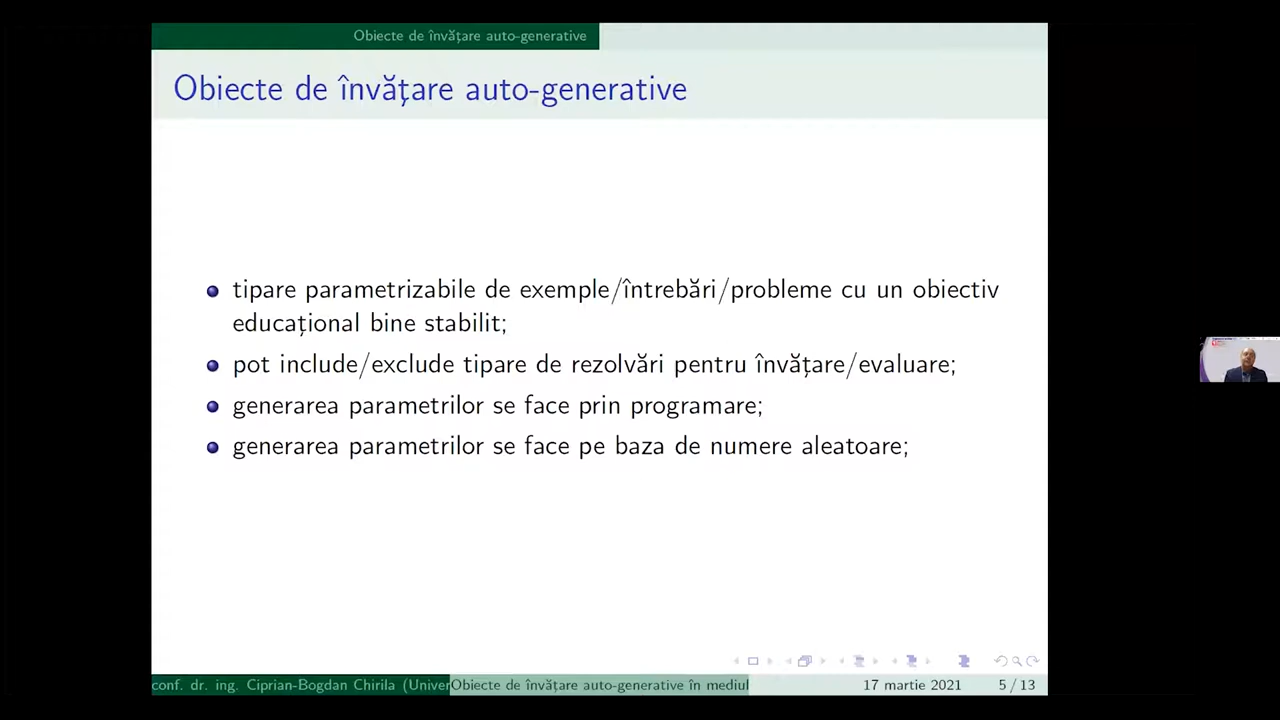 Obiecte de învățare auto-generative
Obiecte de învățare auto-generative
tipare parametrizabile de exemple/întrebări/probleme cu un obiectiv
educațional bine stabilit;
pot include/exclude tipare de rezolvări pentru învățare/evaluare;
generarea parametrilor se face prin programare;
generarea parametrilor se face pe baza de numere aleatoare;
conf. dr. ing. Ciprian-Bogdan Chirila (Univer Obiecte de învățare auto-generative în mediul 17 martie 2021 5 / 13